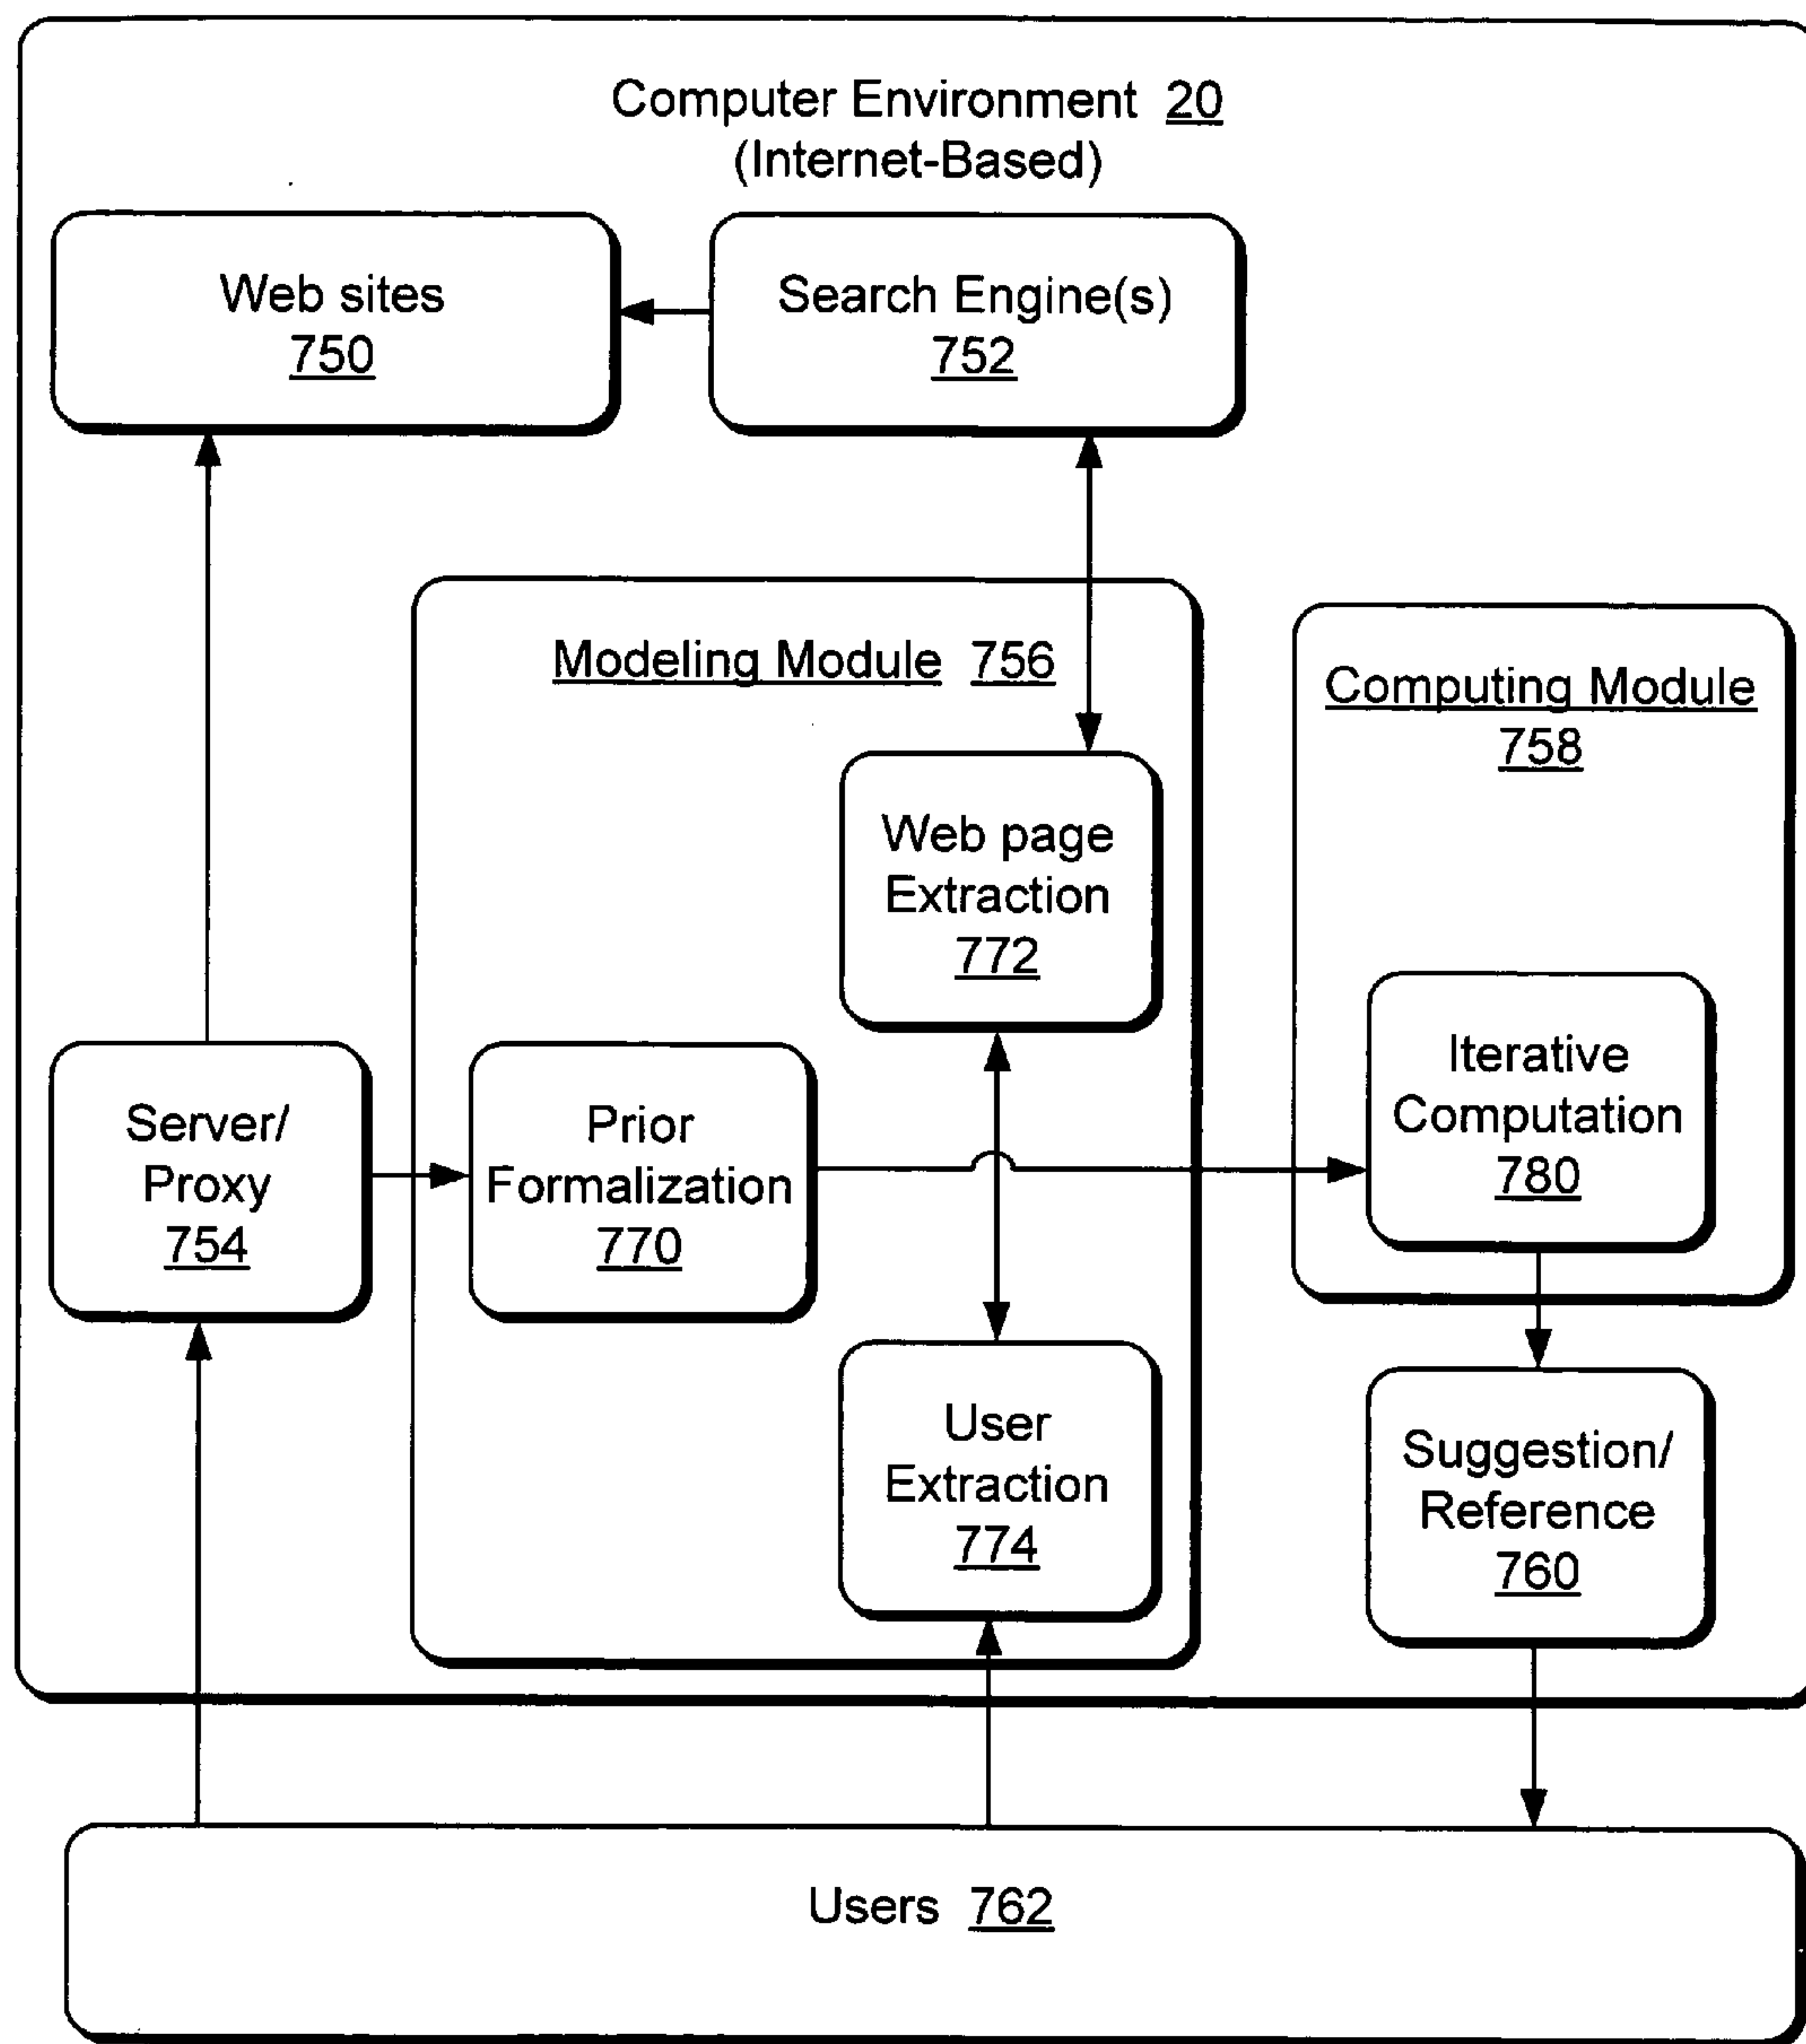 Computer Environment 20
(Internet-Based)
Web sites
750
Search Engine(s)
752
Modeling Module 756
Computing Module
758
Web page
Extraction
772
Server/
Proxy
754
Prior
Formalization
770
Iterative
Computation
780
User
Extraction
774
Suggestion/
Reference
760
Users 762